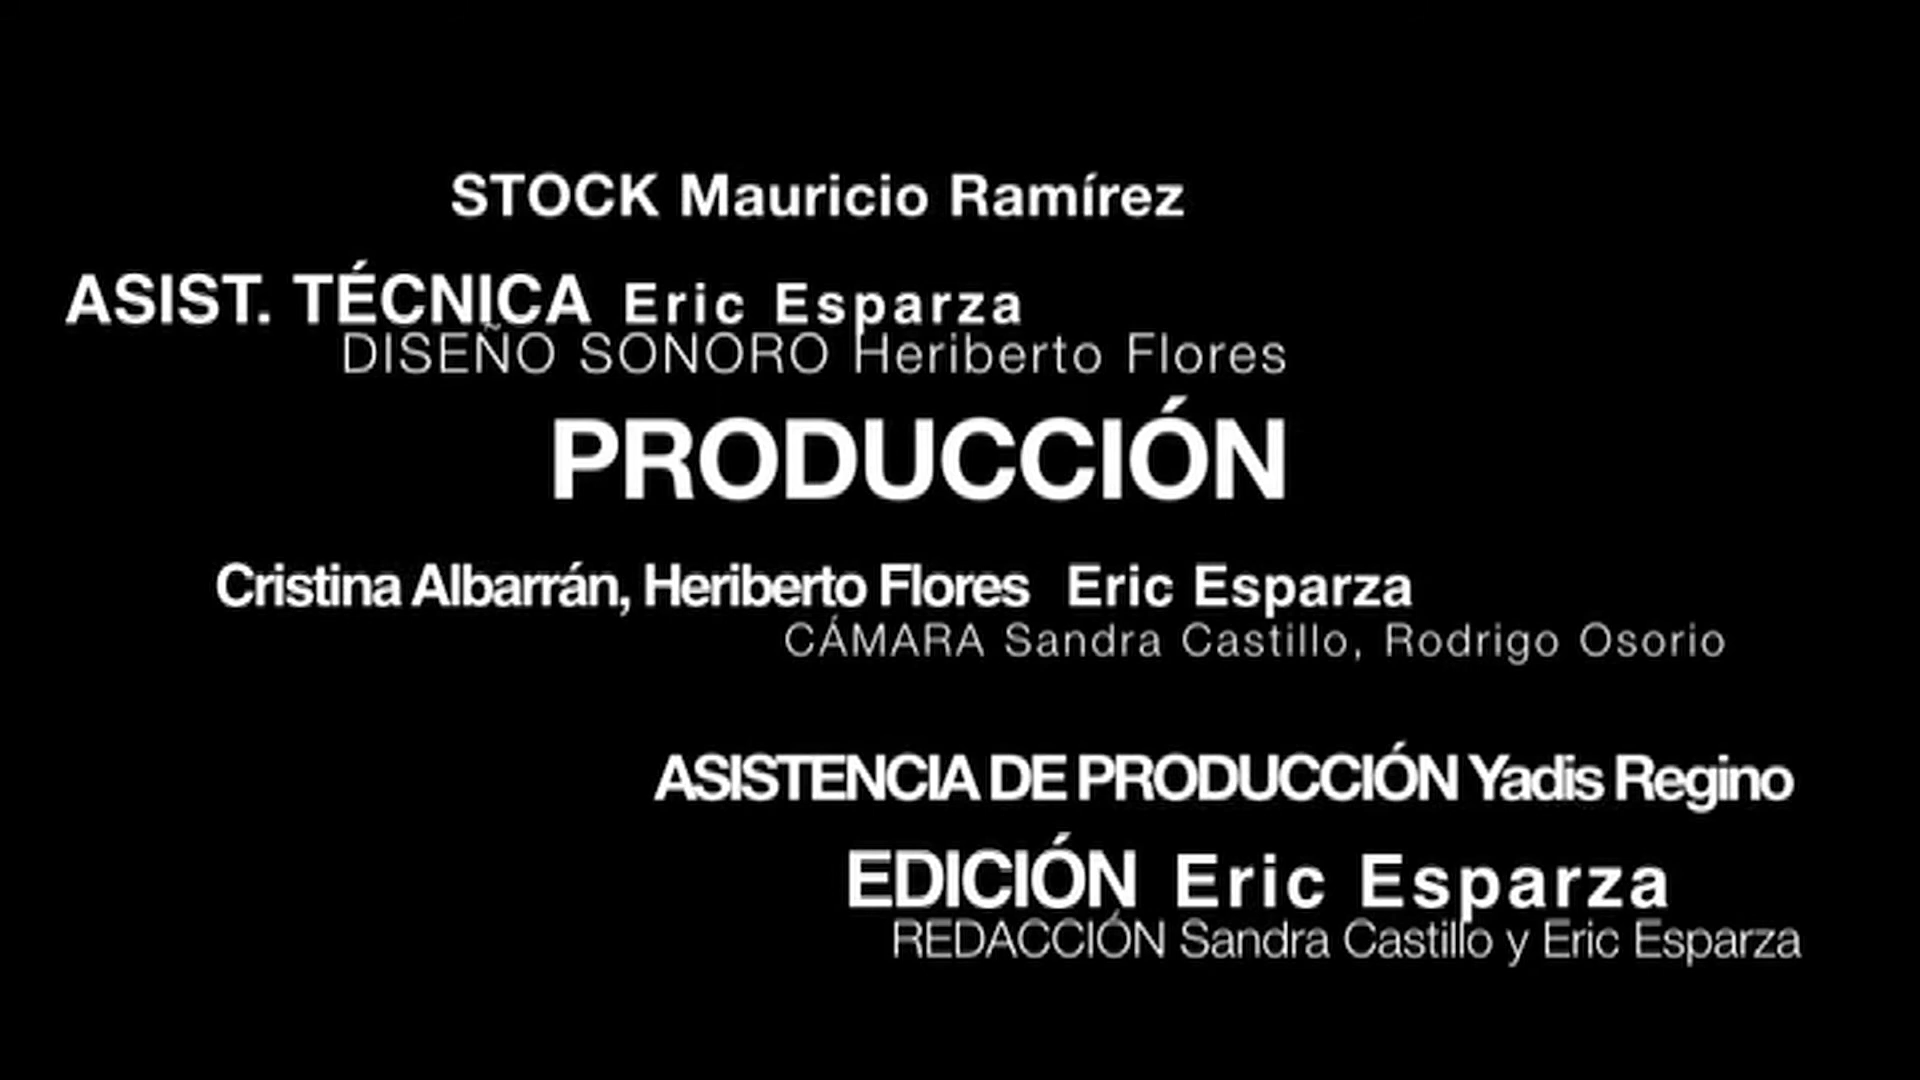 STOCK Mauricio Ramírez
ASIST. TÉCNICA Eric Esparza
DISEÑO SONORO Heriberto Flores
PRODUCCIÓN
Cristina Albarrán, Heriberto Flores Eric Esparza
CÁMARA Sandra Castillo, Rodrigo Osorio
ASISTENCIA DE PRODUCCIÓN Yadis Regino
EDICIÓN Eric Esparza
REDACCIÓN Sandra Castillo y Eric Esparza